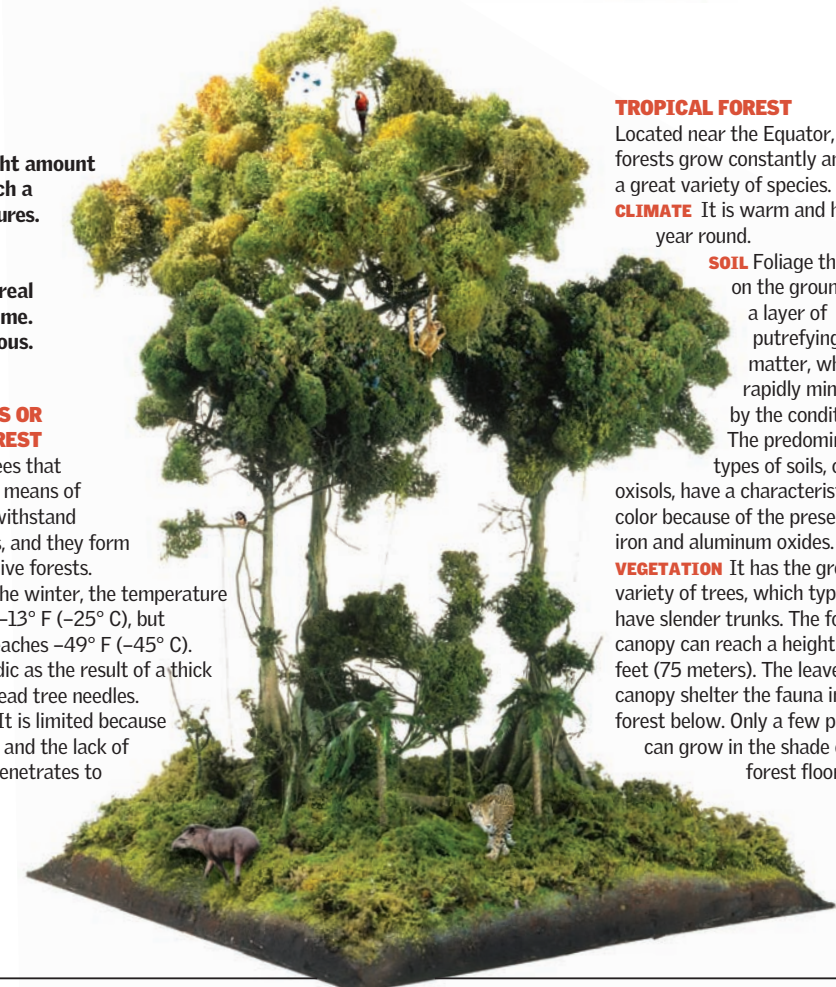 ht amount
ch a
ures.
real
me.
ous.
S OR
REST
ees that
means of
withstand
s, and they form
ive forests.
he winter, the temperature
–13° F (–25° C), but
eaches –49° F (–45° C).
dic as the result of a thick
ead tree needles.
It is limited because
and the lack of
enetrates to
TROPICAL FOREST
Located near the Equator,
forests grow constantly an
a great variety of species.
CLIMATE It is warm and h
year round.
SOIL Foliage th
on the groun
a layer of
putrefying
matter, wh
rapidly min
by the condit
The predomin
types of soils, c
oxisols, have a characterist
color because of the prese
iron and aluminum oxides.
VEGETATION It has the gre
variety of trees, which typ
have slender trunks. The fo
canopy can reach a height
feet (75 meters). The leave
canopy shelter the fauna in
forest below. Only a few p
can grow in the shade o
forest floor